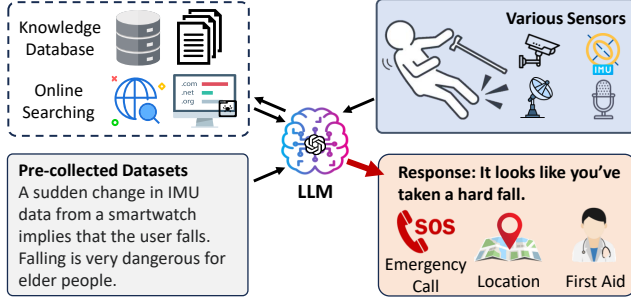 Knowledge
Database
Online
Searching
.com
.net
.org
Various Sensors
IMU
Pre-collected Datasets
A sudden change in IMU
data from a smartwatch
implies that the user falls.
Falling is very dangerous for
elder people.
LLM
Response: It looks like you've
taken a hard fall.
SOS
Emergency
Call
Location
First Aid